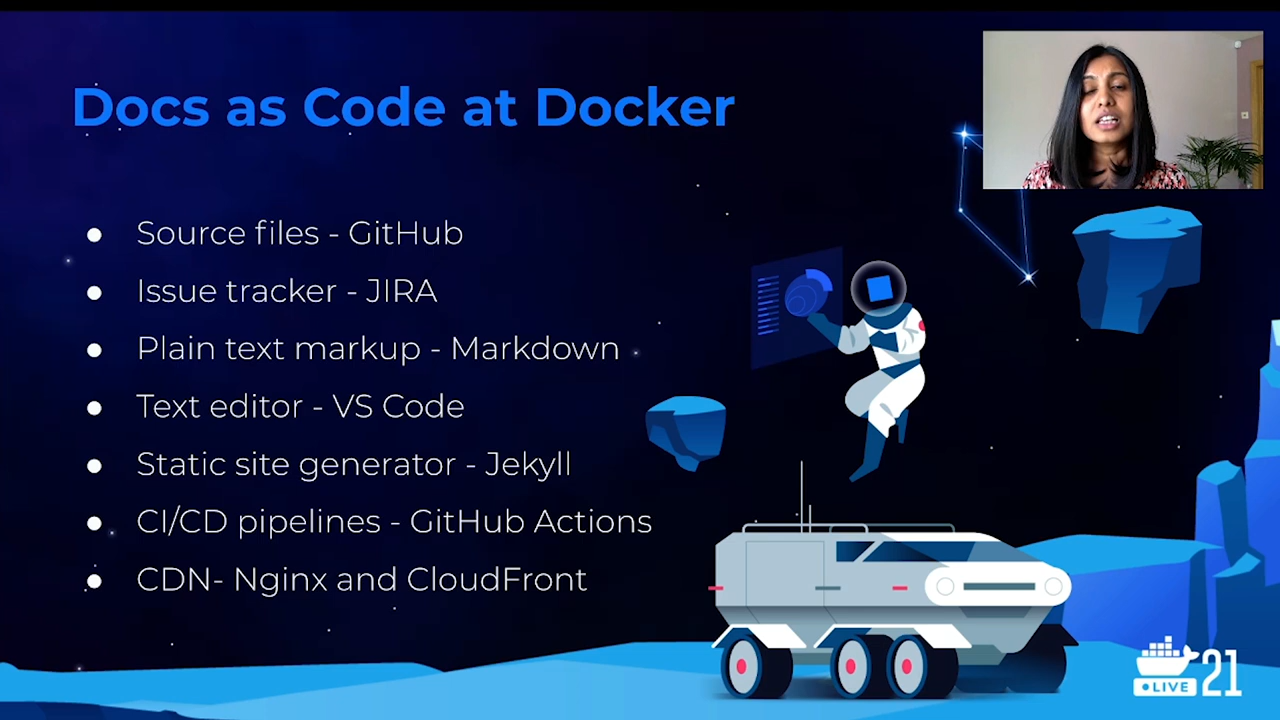 Docs as Code at Docker
● Source files - GitHub
● Issue tracker - JIRA
● Plain text markup - Markdown
● Text editor - VS Code
● Static site generator - Jekyll
● CI/CD pipelines - GitHub Actions
● CDN- Nginx and CloudFront
LIVE 21